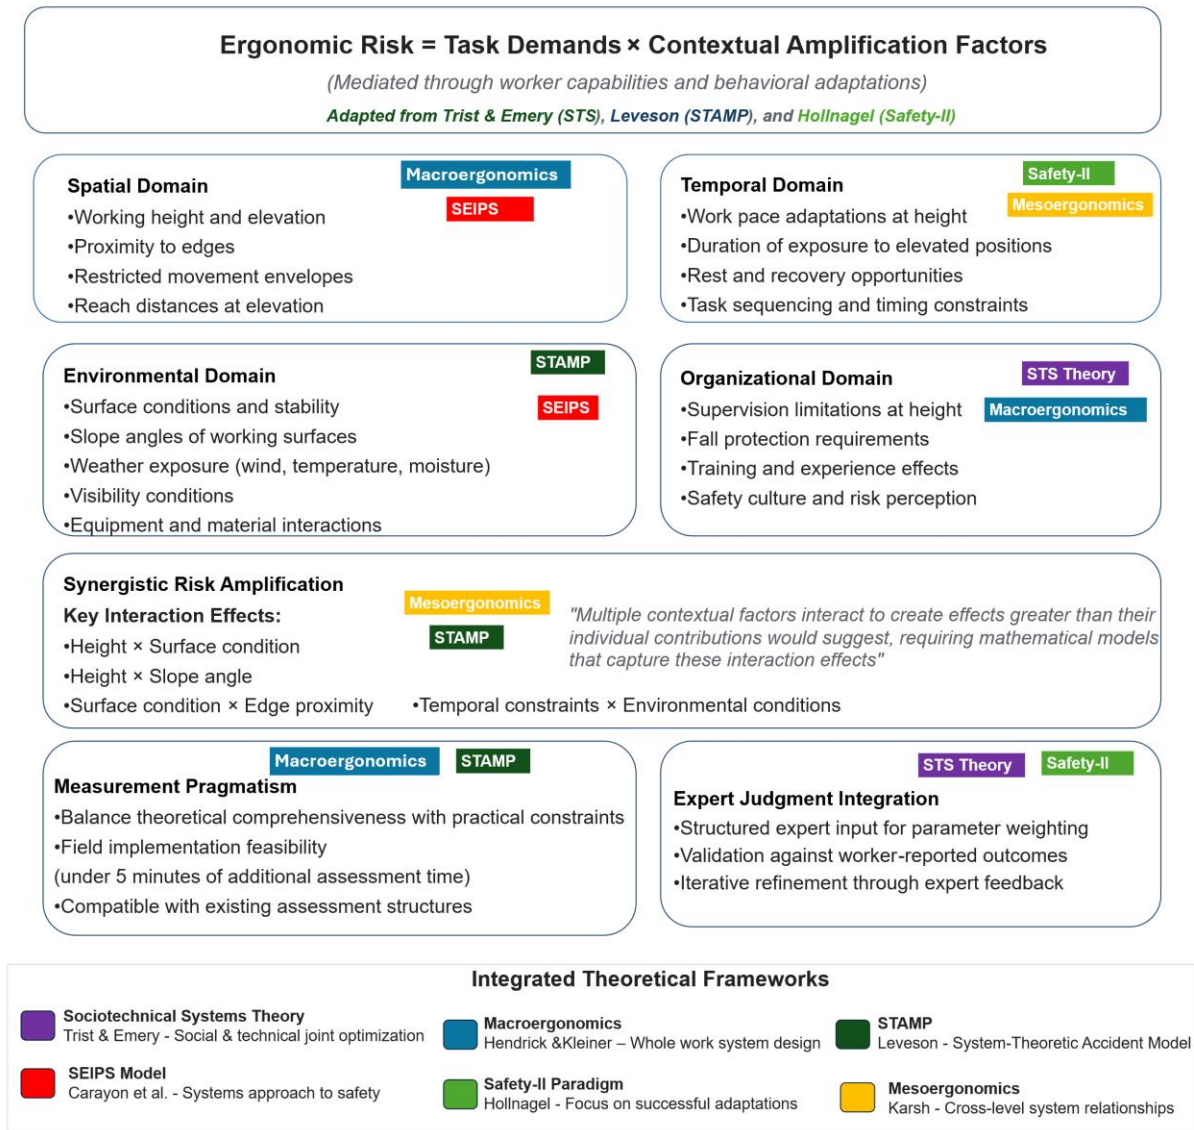 Ergonomic Risk = Task Demands × Contextual Amplification Factors
(Mediated through worker capabilities and behavioral adaptations)
Adapted from Trist & Emery (STS), Leveson (STAMP), and Hollnagel (Safety-II)
Spatial Domain
Macroergonomics
SEIPS
•Working height and elevation
•Proximity to edges
•Restricted movement envelopes
•Reach distances at elevation
Temporal Domain
Safety-II
Mesoergonomics
•Work pace adaptations at height
•Duration of exposure to elevated positions
•Rest and recovery opportunities
•Task sequencing and timing constraints
Environmental Domain
STAMP
SEIPS
•Surface conditions and stability
•Slope angles of working surfaces
•Weather exposure (wind, temperature, moisture)
•Visibility conditions
•Equipment and material interactions
Organizational Domain
STS Theory
Macroergonomics
•Supervision limitations at height
•Fall protection requirements
•Training and experience effects
•Safety culture and risk perception
Synergistic Risk Amplification
Key Interaction Effects:
Mesoergonomics
STAMP
•Height × Surface condition
•Height × Slope angle
•Surface condition × Edge proximity
•Temporal constraints × Environmental conditions
"Multiple contextual factors interact to create effects greater than their
individual contributions would suggest, requiring mathematical models
that capture these interaction effects"
Macroergonomics
STAMP
Measurement Pragmatism
•Balance theoretical comprehensiveness with practical constraints
•Field implementation feasibility
(under 5 minutes of additional assessment time)
•Compatible with existing assessment structures
STS Theory
Safety-II
Expert Judgment Integration
•Structured expert input for parameter weighting
•Validation against worker-reported outcomes
•Iterative refinement through expert feedback
Integrated Theoretical Frameworks
Sociotechnical Systems Theory
Trist & Emery - Social & technical joint optimization
Macroergonomics
Hendrick &Kleiner – Whole work system design
STAMP
Leveson - System-Theoretic Accident Model
SEIPS Model
Carayon et al. - Systems approach to safety
Safety-II Paradigm
Hollnagel - Focus on successful adaptations
Mesoergonomics
Karsh - Cross-level system relationships